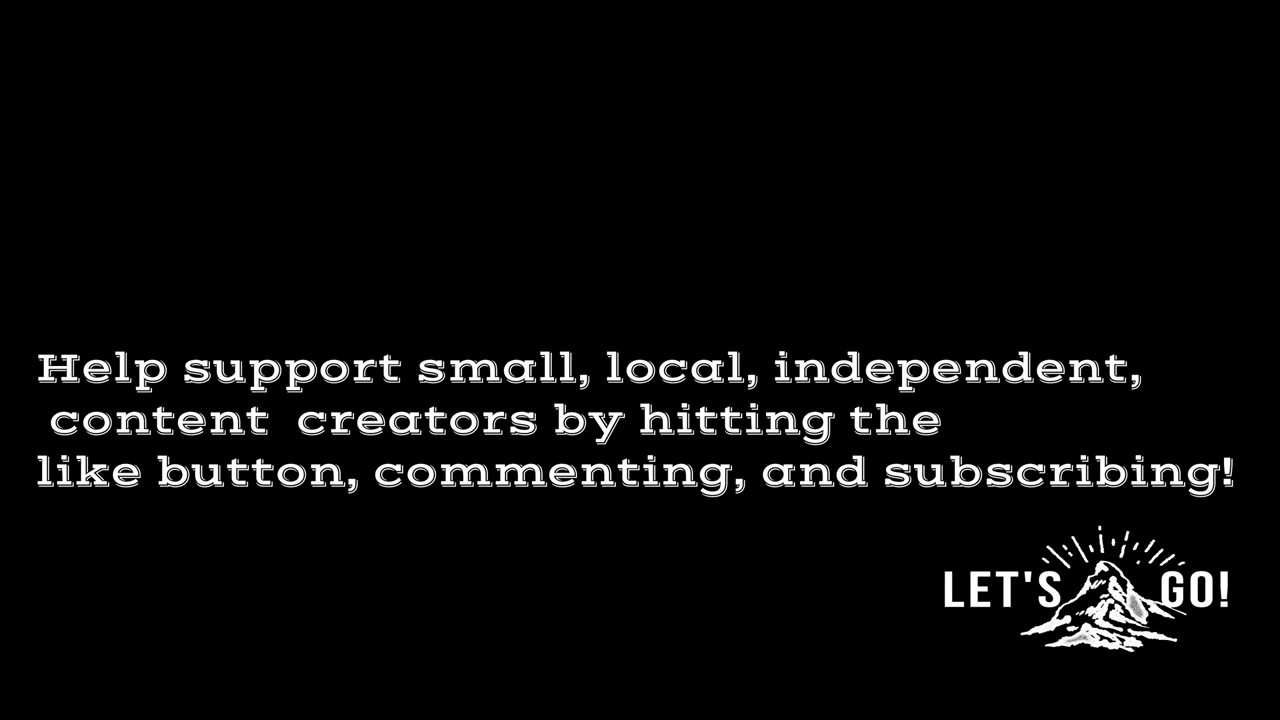 Help support small, local, independent,
content creators by hitting the
like button, commenting, and subscribing!
LET'S GO!